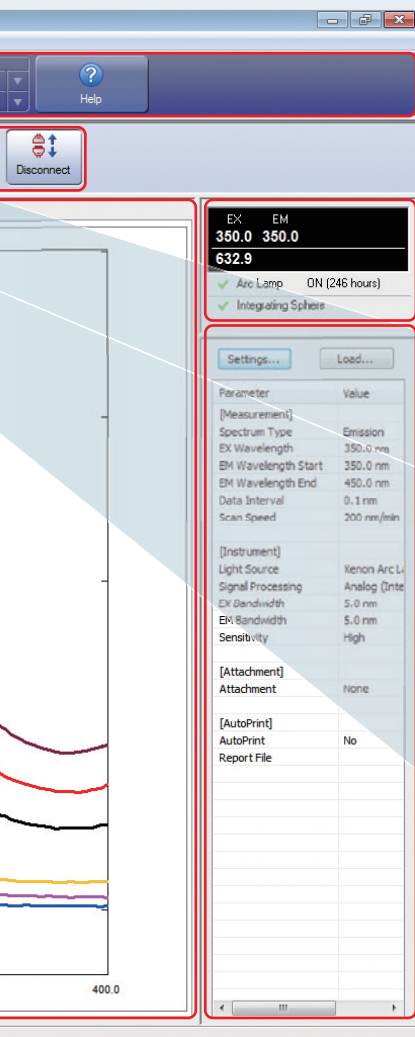 Help
Disconnect
EX EM
350.0 350.0
632.9
Arc Lamp ON (246 hours)
Integrating Sphere
Settings... Load...
Parameter Value
[Measurement]
Spectrum Type Emission
EX Wavelength 350.0 nm
EM Wavelength Start 350.0 nm
EM Wavelength End 450.0 nm
Data Interval 0.1 nm
Scan Speed 200 nm/min
[Instrument]
Light Source Xenon Arc L
Signal Processing Analog (Inte
EX Bandwidth 5.0 nm
EM Bandwidth 5.0 nm
Sensitivity High
[Attachment]
Attachment None
[AutoPrint]
AutoPrint No
Report File
400.0